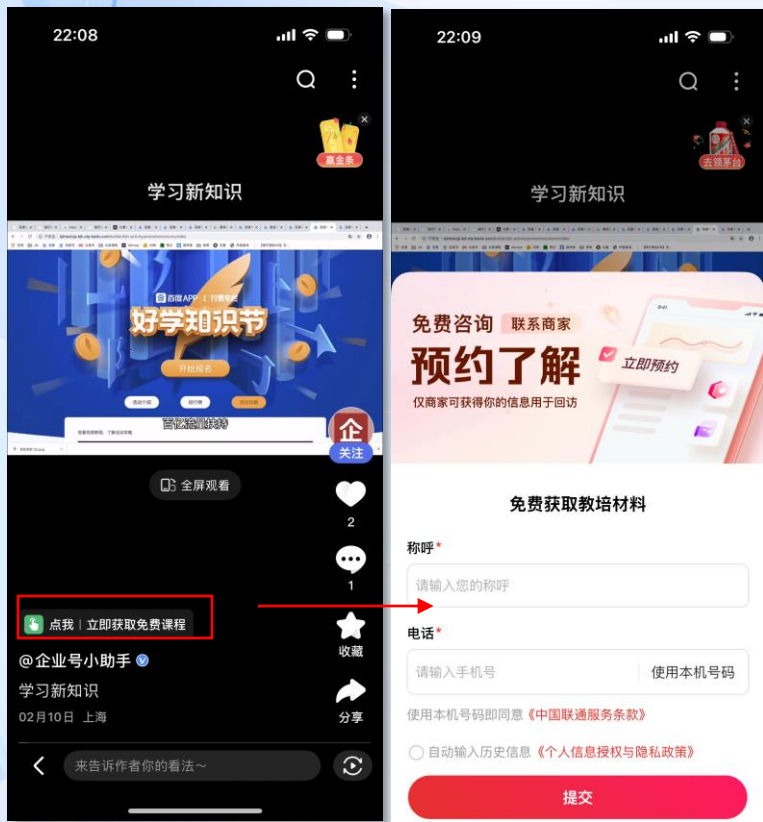 22:08
赢金条
学习新知识
百度APP
好学知识节
开始报名
活动介绍
排行榜
百亿流量扶持
企
关注
全屏观看
2
1
点我 | 立即获取免费课程
收藏
@企业号小助手
学习新知识
02月10日 上海
分享
来告诉作者你的看法~
22:09
去领茅台
学习新知识
免费咨询 联系商家
预约了解
仅商家可获得你的信息用于回访
立即预约
免费获取教培材料
称呼*
请输入您的称呼
电话*
请输入手机号 使用本机号码
使用本机号码即同意《中国联通服务条款》
自动输入历史信息《个人信息授权与隐私政策》
提交